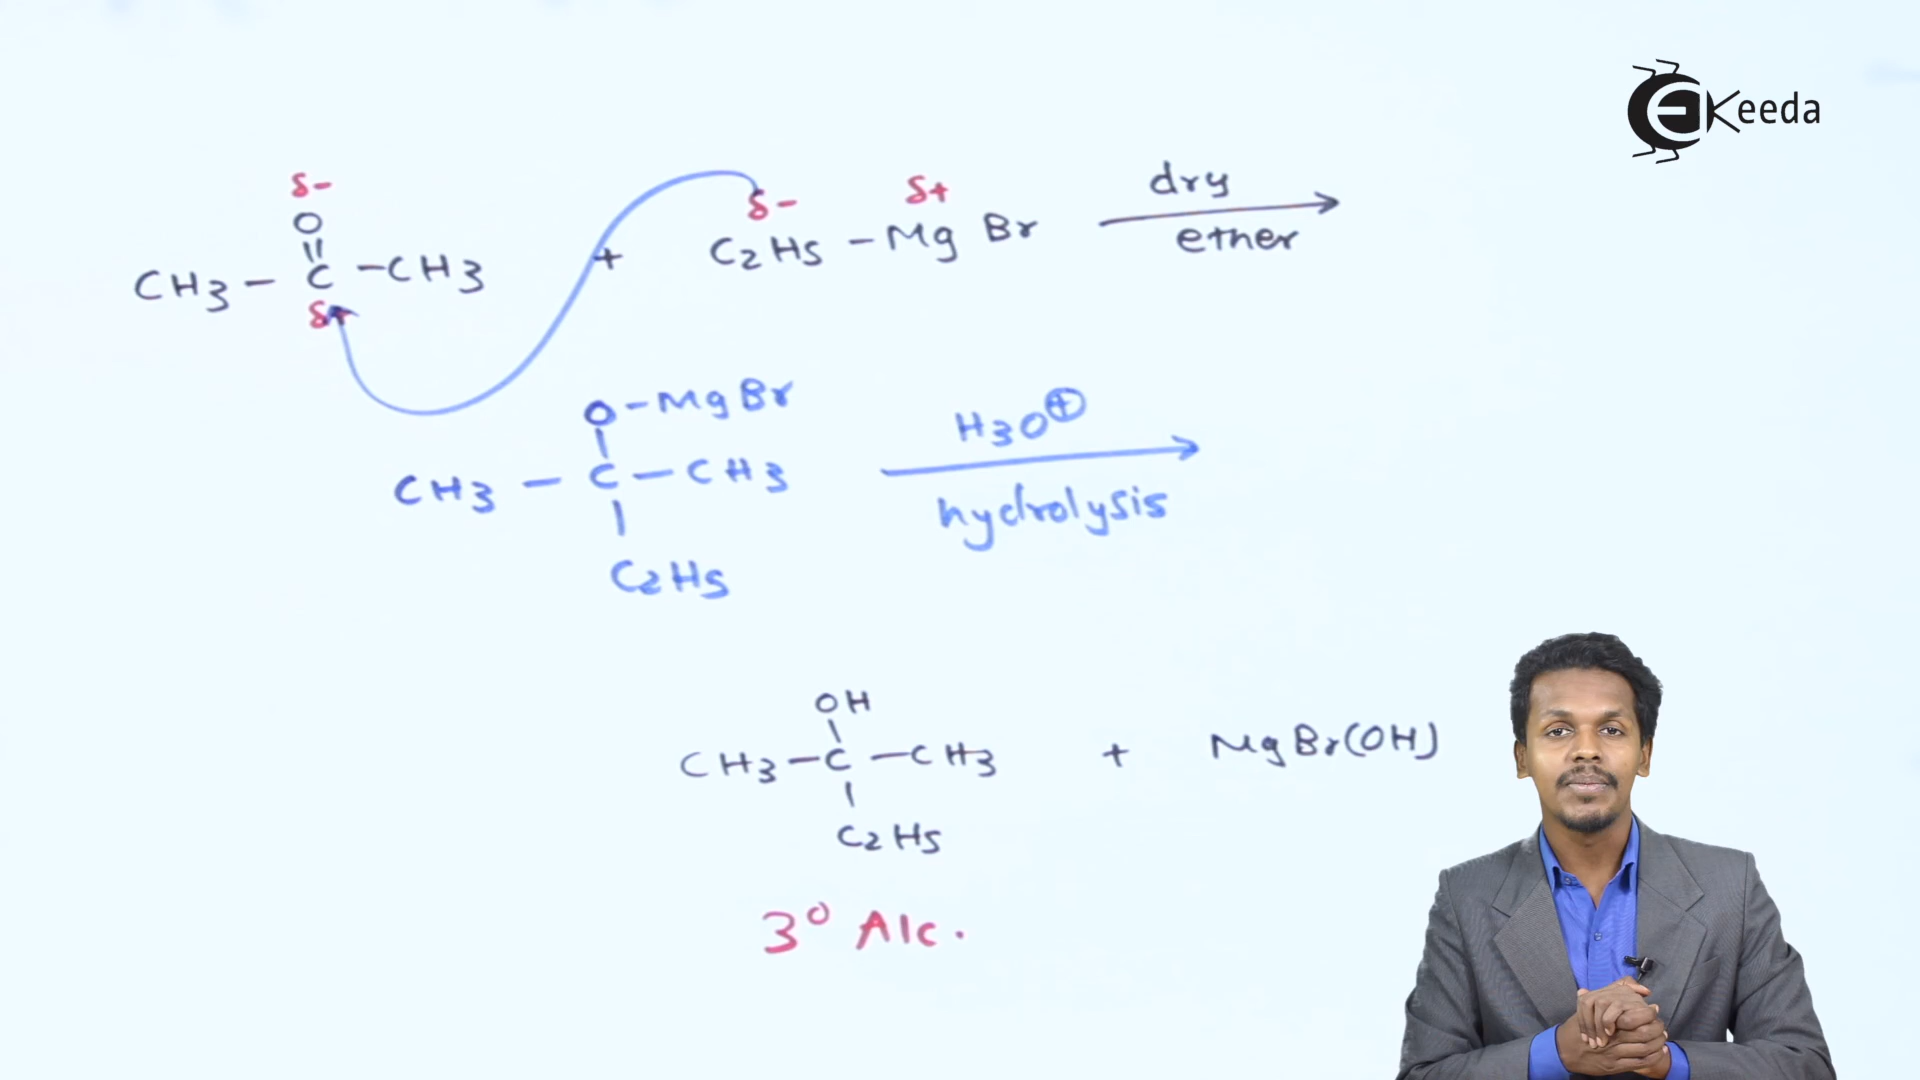 EKeeda
δ- δ- δ+ dry
O
||
CH3 - C - CH3 + C2H5 - Mg Br ether
δ+
O - MgBr H3O⊕
|
CH3 - C - CH3 hydrolysis
|
C2H5
OH
|
CH3 - C - CH3 + MgBr(OH)
|
C2H5
3° Alc.